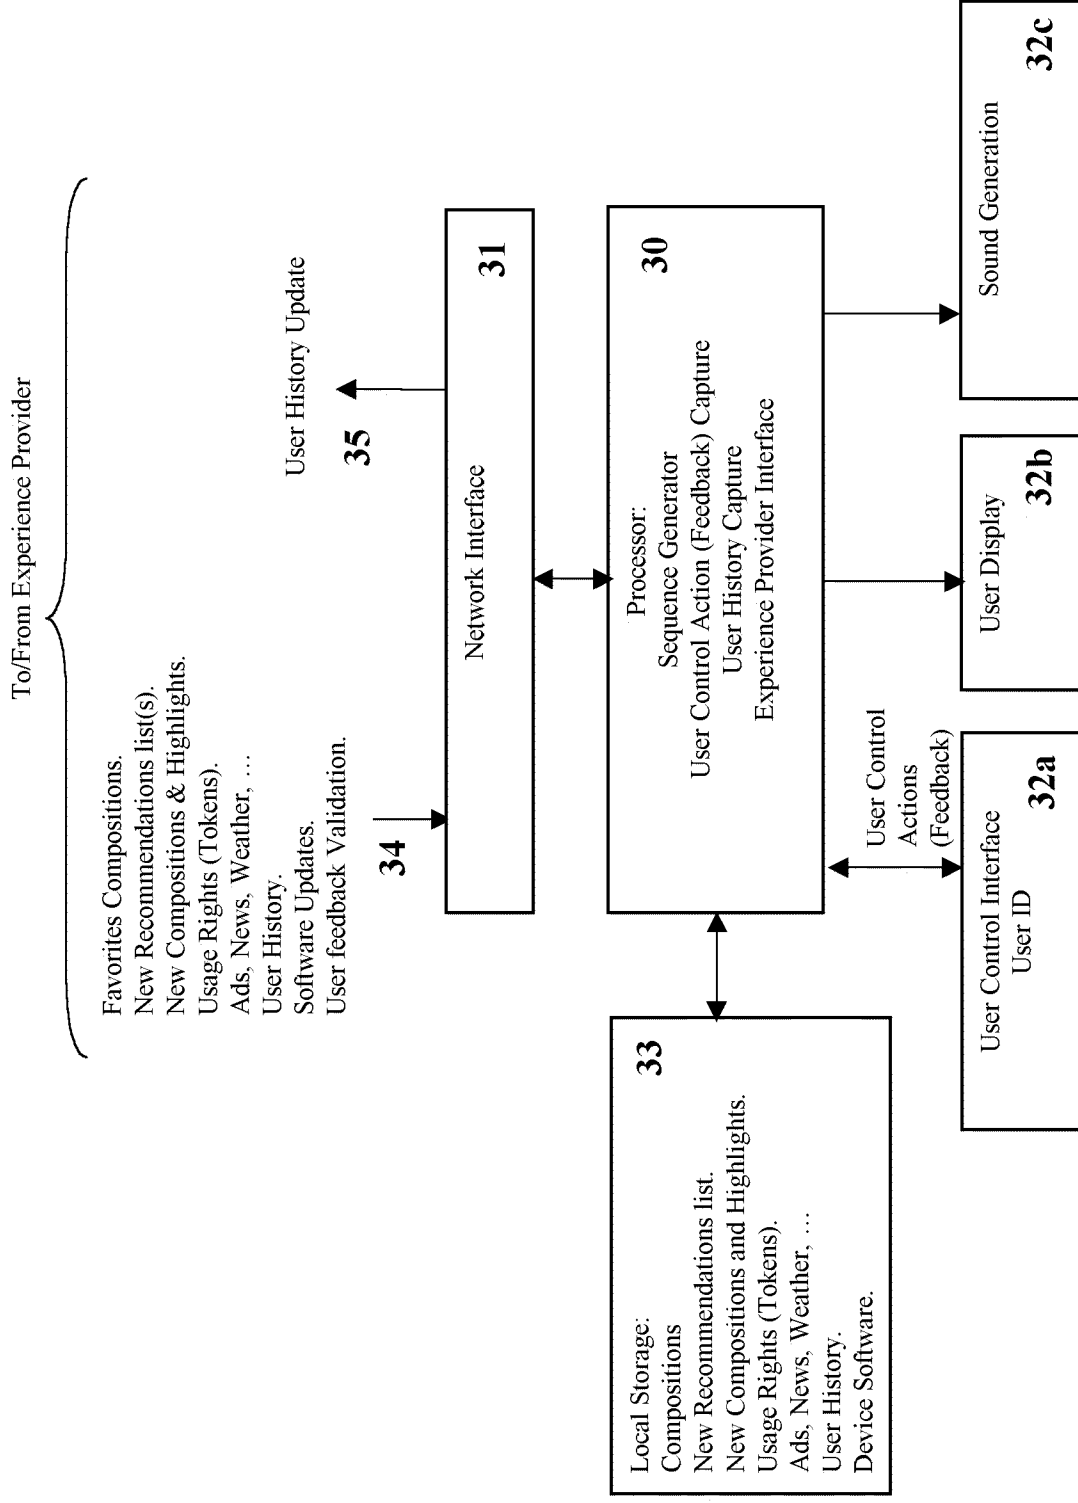 To/From Experience Provider
Favorites Compositions.
New Recommendations list(s).
New Compositions & Highlights.
Usage Rights (Tokens).
Ads, News, Weather, …
User History.
Software Updates.
User feedback Validation.
34
User History Update
35
Network Interface
31
Processor:
Sequence Generator
User Control Action (Feedback) Capture
User History Capture
Experience Provider Interface
30
Local Storage:
Compositions
New Recommendations list.
New Compositions and Highlights.
Usage Rights (Tokens).
Ads, News, Weather, …
User History.
Device Software.
33
User Control
Actions
(Feedback)
User Control Interface
User ID
32a
User Display
32b
Sound Generation
32c